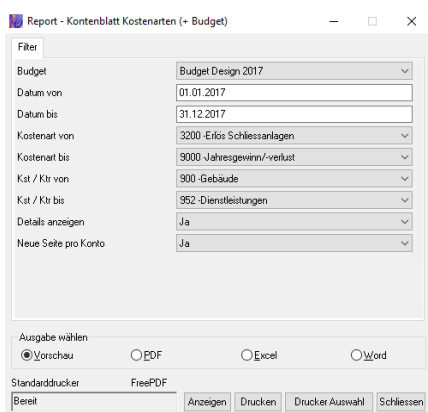 Report - Kontenblatt Kostenarten (+ Budget)
Filter
Budget Budget Design 2017
Datum von 01.01.2017
Datum bis 31.12.2017
Kostenart von 3200 -Erlös Schliessanlagen
Kostenart bis 9000 -Jahresgewinn/-verlust
Kst / Ktr von 900 -Gebäude
Kst / Ktr bis 952 -Dienstleistungen
Details anzeigen Ja
Neue Seite pro Konto Ja
Ausgabe wählen
Vorschau PDF Excel Word
Standarddrucker FreePDF
Bereit Anzeigen Drucken Drucker Auswahl Schliessen